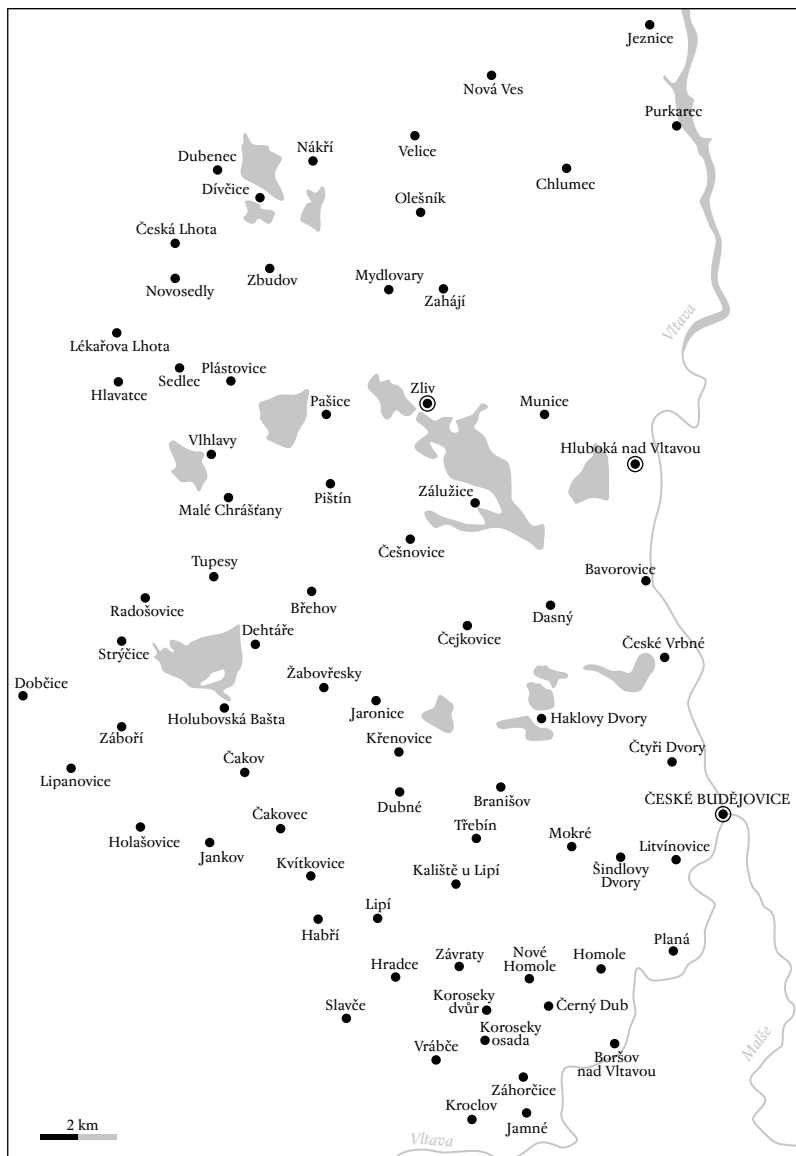 Jeznice
Nová Ves
Purkarec
Velice
Nákří
Dubenec
Chlumec
Dívčice
Olešník
Česká Lhota
Zbudov
Mydlovary
Novosedly
Zahájí
Vltava
Lékařova Lhota
Plástovice
Sedlec
Hlavatce
Zliv
Pašice
Munice
Vlhlavy
Hluboká nad Vltavou
Pištín
Zálužice
Malé Chrášťany
Češnovice
Tupesy
Bavorovice
Břehov
Radošovice
Dasný
Dehtáře
Čejkovice
České Vrbné
Strýčice
Žabovřesky
Dobčice
Jaronice
Holubovská Bašta
Haklovy Dvory
Záboří
Křenovice
Čtyři Dvory
Čakov
Lipanovice
Branišov
ČESKÉ BUDĚJOVICE
Dubné
Čakovec
Třebín
Mokré
Holašovice
Litvínovice
Jankov
Kvítkovice
Kaliště u Lipí
Šindlovy
Dvory
Lipí
Habří
Planá
Závraty
Nové
Homole
Homole
Hradce
Koroseky
dvůr
Slavče
Černý Dub
Koroseky
osada
Vrábče
Boršov
nad Vltavou
Malše
Záhorčice
Kroclov
Jamné
2 km
Vltava